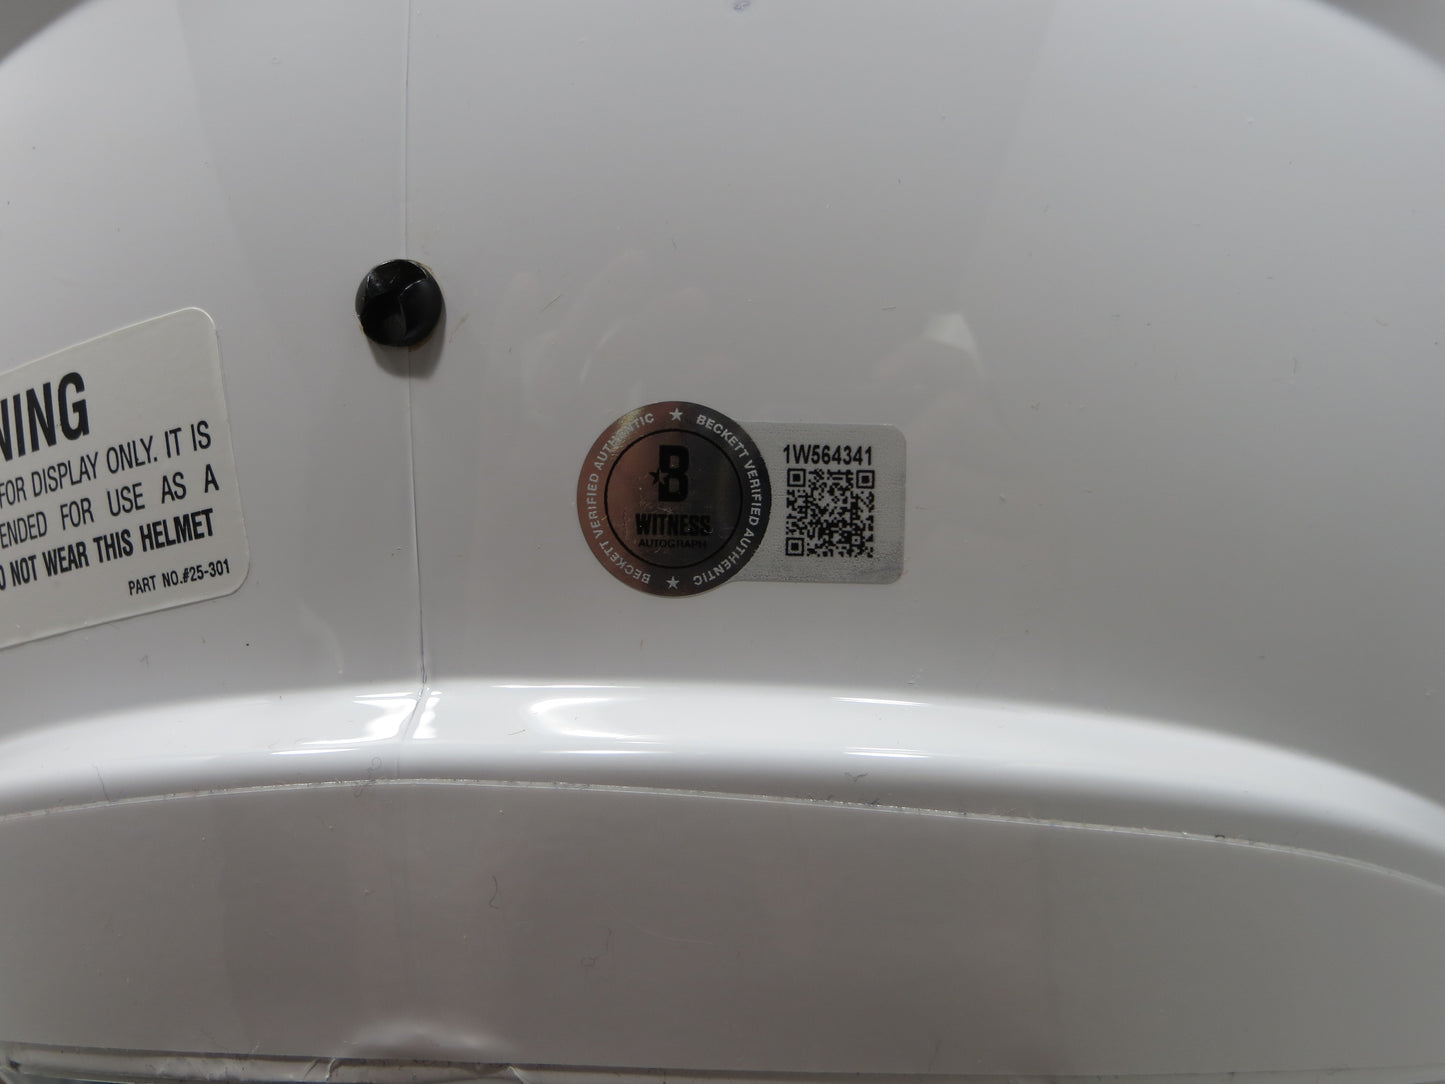 NING
FOR DISPLAY ONLY. IT IS
ENDED FOR USE AS A
O NOT WEAR THIS HELMET
PART NO.#25-301
BECKETT VERIFIED AUTHENTIC ★ BECKETT VERIFIED AUTHENTIC ★
B
WITNESS
AUTOGRAPH
1W564341